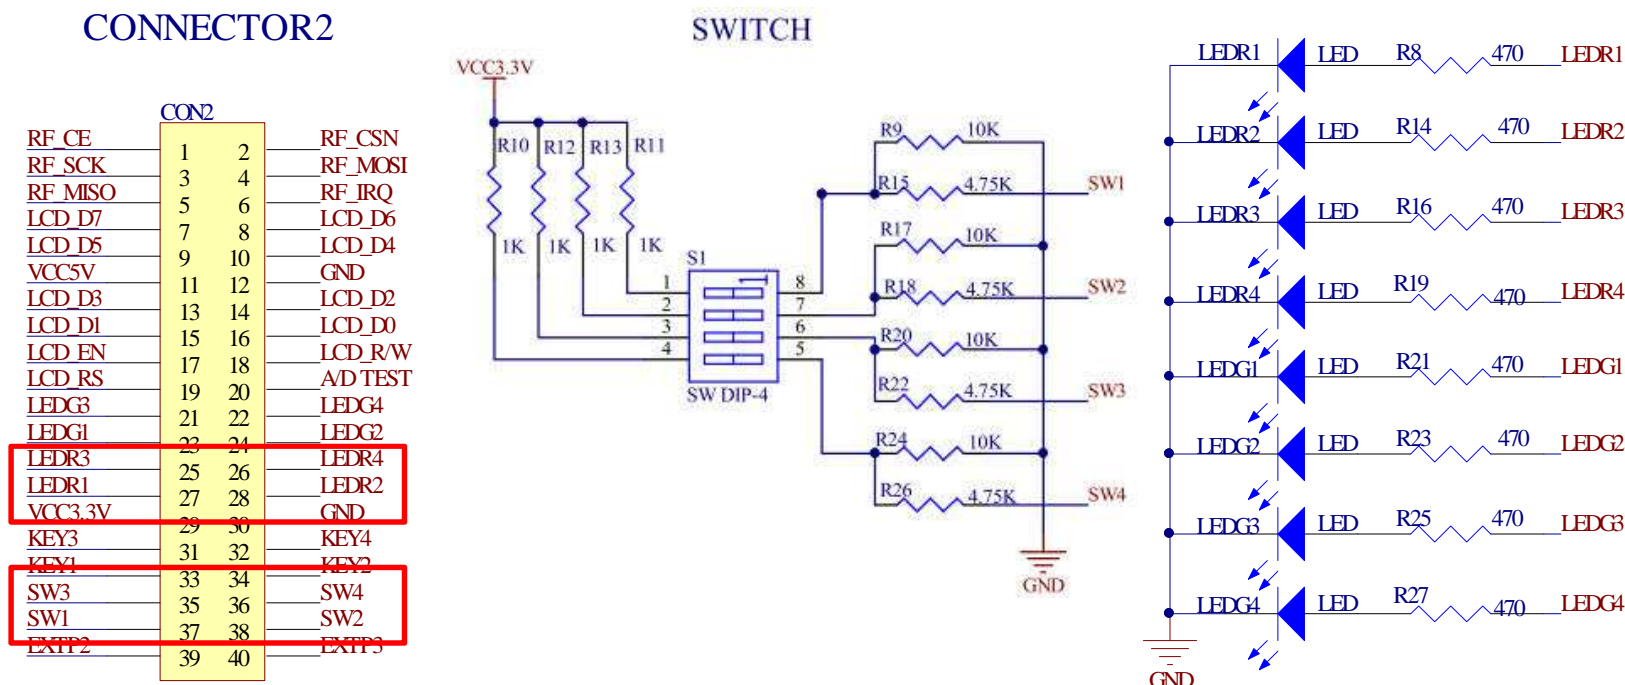 CONNECTOR2
CON2
RF_CE 1 2 RF_CSN
RF_SCK 3 4 RF_MOSI
RF_MISO 5 6 RF_IRQ
LCD_D7 7 8 LCD_D6
LCD_D5 9 10 LCD_D4
VCC5V 11 12 GND
LCD_D3 13 14 LCD_D2
LCD_D1 15 16 LCD_D0
LCD_EN 17 18 LCD_R/W
LCD_RS 19 20 A/D TEST
LEDG3 21 22 LEDG4
LEDG1 23 24 LEDG2
LEDR3 25 26 LEDR4
LEDR1 27 28 LEDR2
VCC3.3V 29 30 GND
KEY3 31 32 KEY4
KEY1 33 34 KEY2
SW3 35 36 SW4
SW1 37 38 SW2
EXTP2 39 40 EXTP3
SWITCH
VCC3.3V
R10 R12 R13 R11
1K 1K 1K 1K
S1
1 8
2 7
3 6
4 5
SW DIP-4
R9 10K
R15 4.75K SW1
R17 10K
R18 4.75K SW2
R20 10K
R22 4.75K SW3
R24 10K
R26 4.75K SW4
GND
LEDR1 LED R8 470 LEDR1
LEDR2 LED R14 470 LEDR2
LEDR3 LED R16 470 LEDR3
LEDR4 LED R19 470 LEDR4
LEDG1 LED R21 470 LEDG1
LEDG2 LED R23 470 LEDG2
LEDG3 LED R25 470 LEDG3
LEDG4 LED R27 470 LEDG4
GND